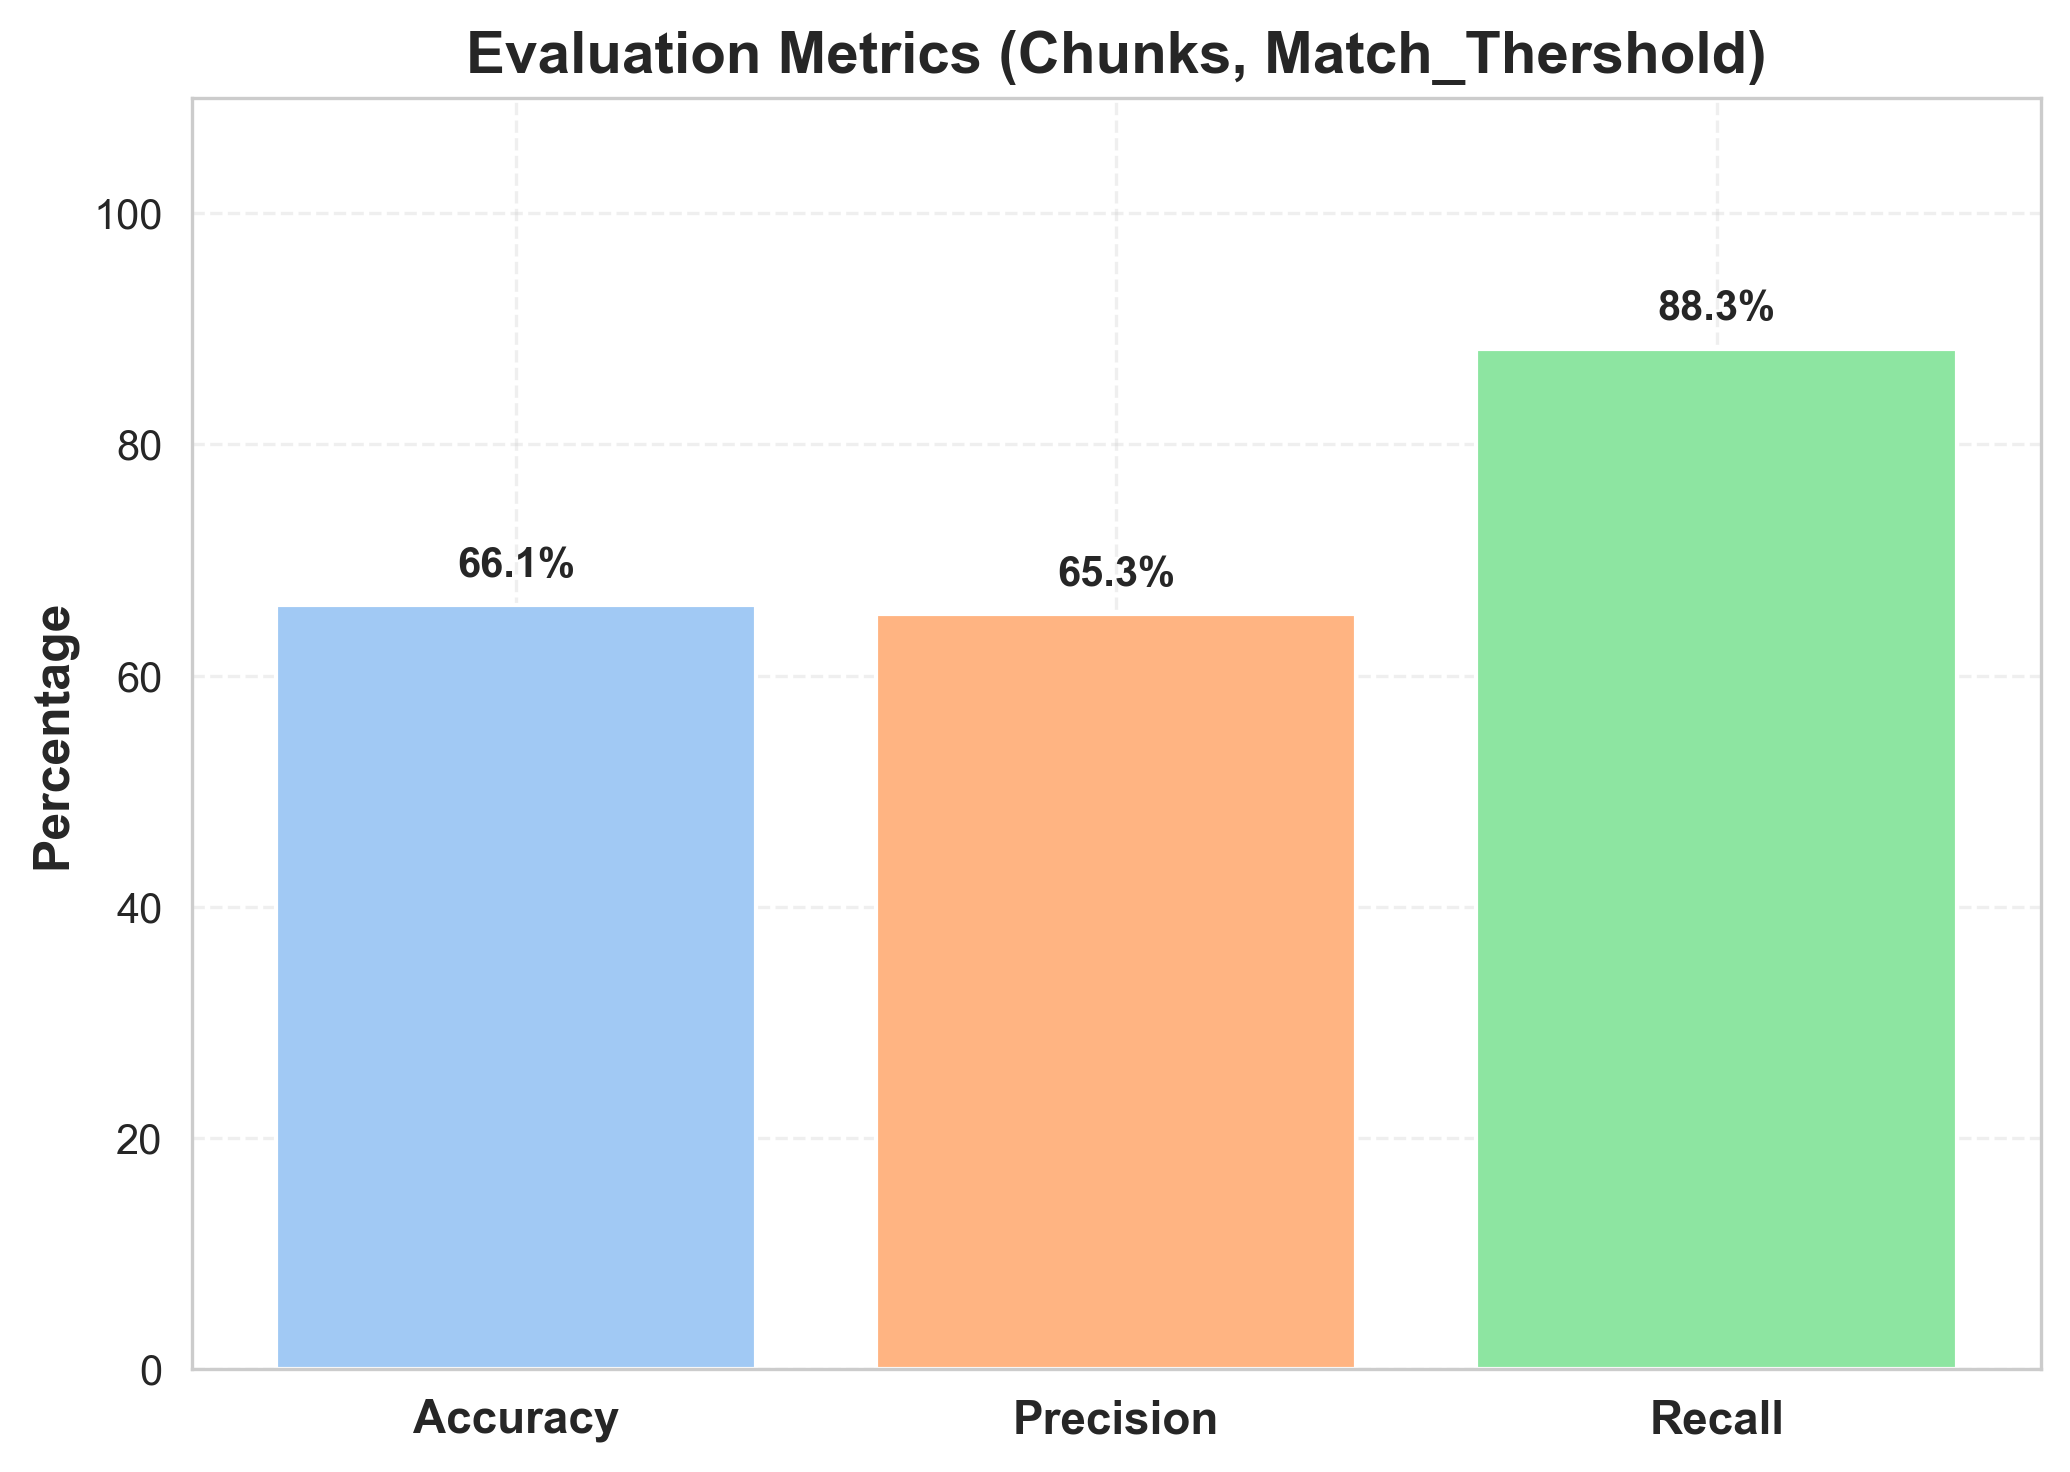 Evaluation Metrics (Chunks, Match_Thershold)
100
80
60
40
20
0
Percentage
66.1%
65.3%
88.3%
Accuracy
Precision
Recall